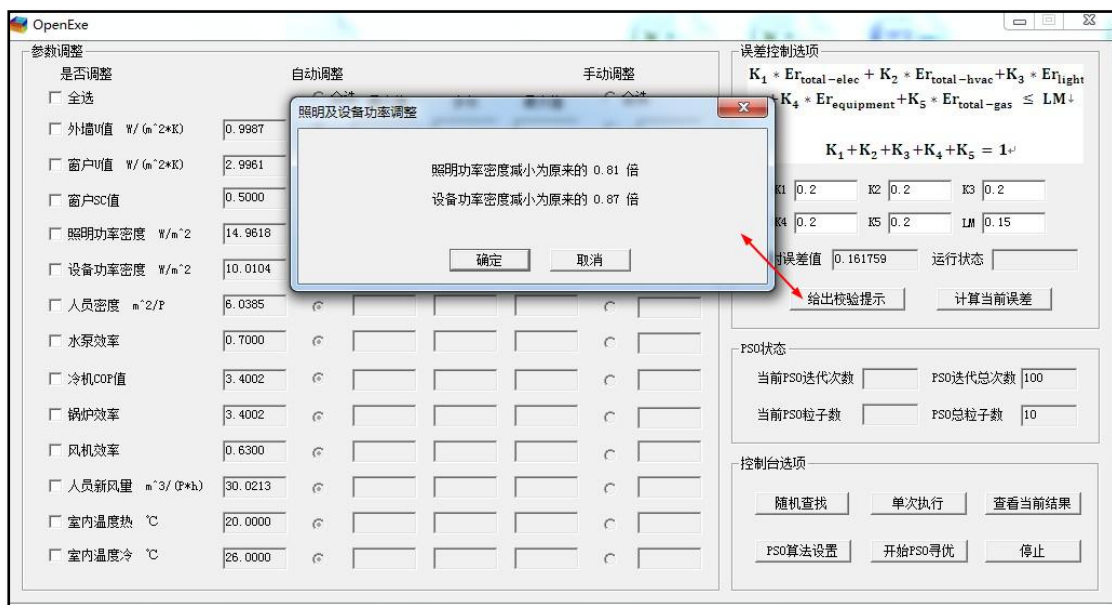 OpenExe
参数调整
是否调整
自动调整
手动调整
全选
外墙U值 W/(m^2*K) 0.9987
窗户U值 W/(m^2*K) 2.9961
窗户SC值 0.5000
照明功率密度 W/m^2 14.9618
设备功率密度 W/m^2 10.0104
人员密度 m^2/P 6.0385
水泵效率 0.7000
冷机COP值 3.4002
锅炉效率 3.4002
风机效率 0.6300
人员新风量 m^3/(P*h) 30.0213
室内温度热 ℃ 20.0000
室内温度冷 ℃ 26.0000
照明及设备功率调整
照明功率密度减小为原来的 0.81 倍
设备功率密度减小为原来的 0.87 倍
确定 取消
误差控制选项
K₁ * Er_total-elec + K₂ * Er_total-hvac+K₃ * Er_light
+K₄ * Er_equipment+K₅ * Er_total-gas ≤ LM↓
K₁+K₂+K₃+K₄+K₅ = 1↵
K1 0.2 K2 0.2 K3 0.2
K4 0.2 K5 0.2 LM 0.15
时误差值 0.161759 运行状态
给出校验提示 计算当前误差
PSO状态
当前PSO迭代次数 PSO迭代总次数 100
当前PSO粒子数 PSO总粒子数 10
控制台选项
随机查找 单次执行 查看当前结果
PSO算法设置 开始PSO寻优 停止